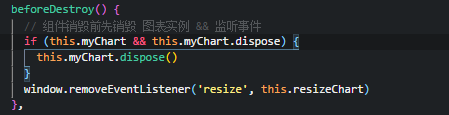 beforeDestroy() {
// 组件销毁前先销毁 图表实例 && 监听事件
if (this.myChart && this.myChart.dispose) {
this.myChart.dispose()
}
window.removeEventListener('resize', this.resizeChart)
},